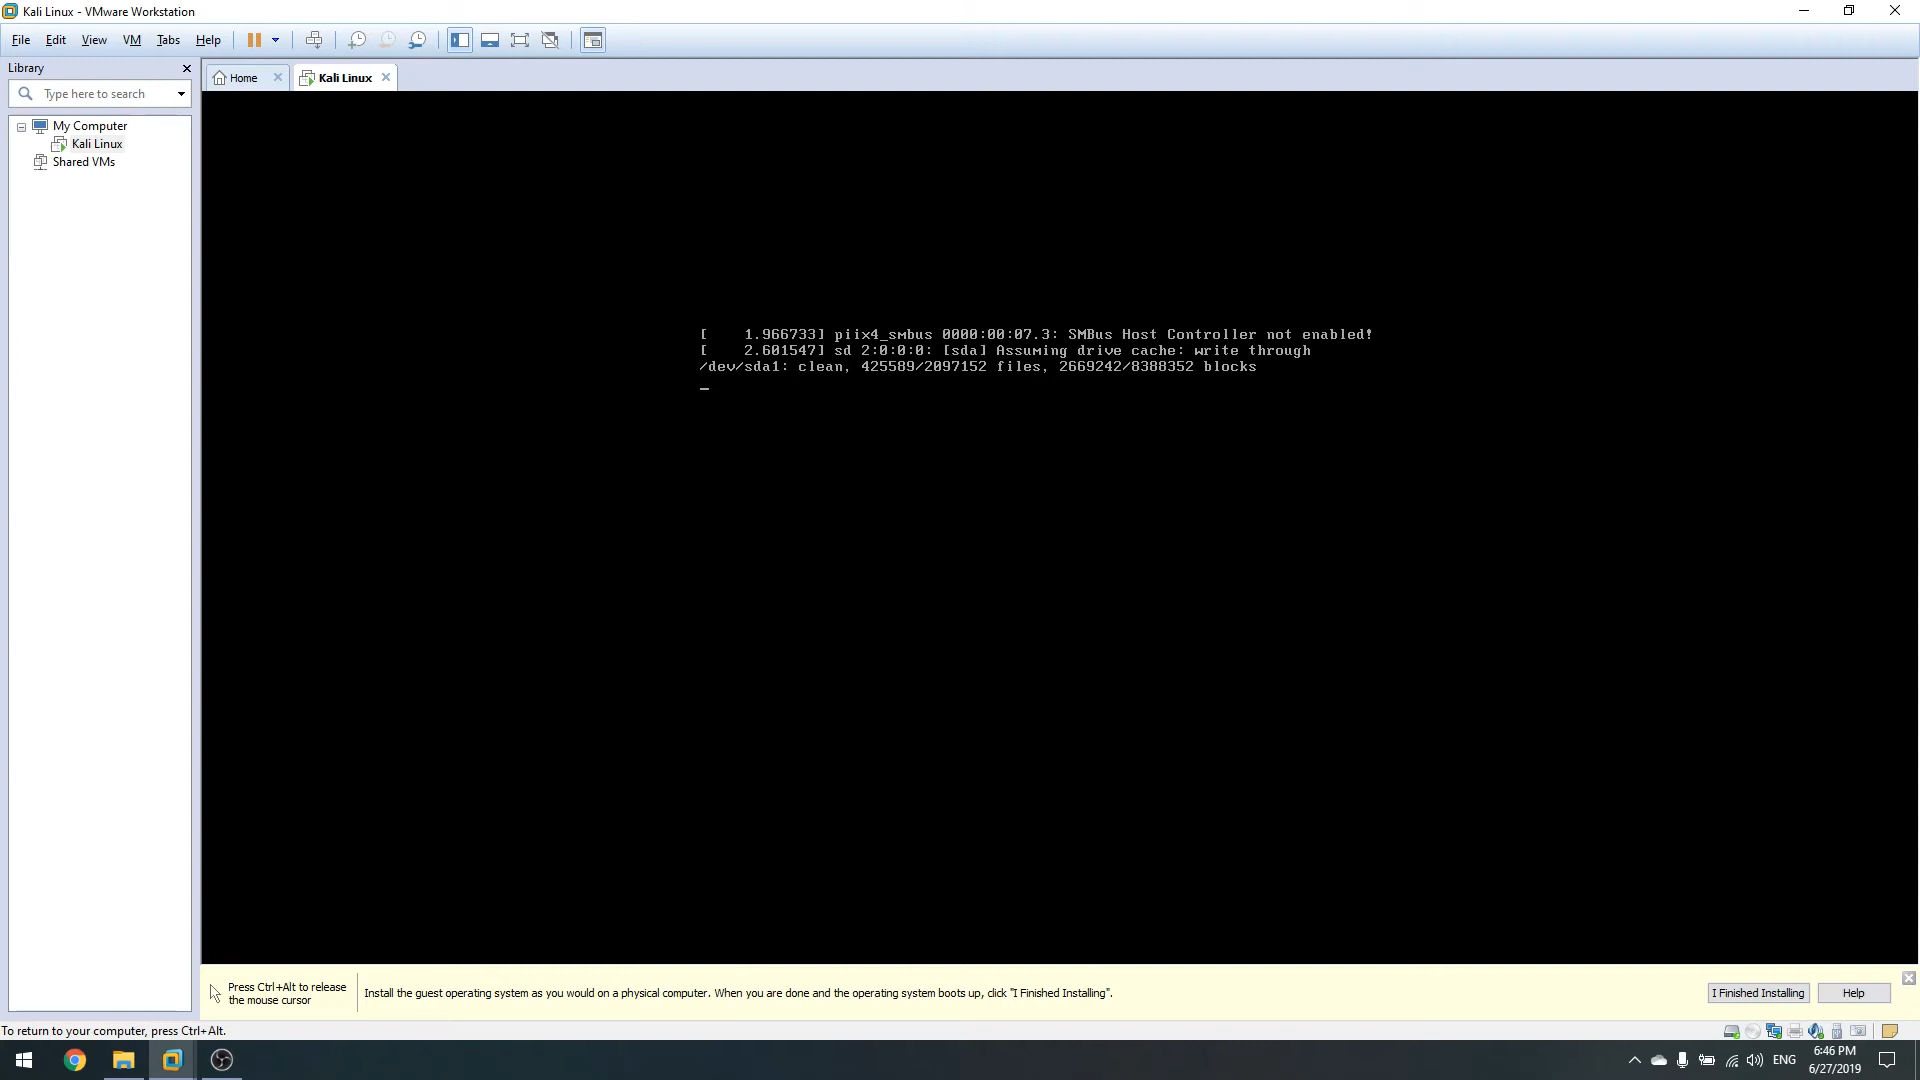 Kali Linux - VMware Workstation
File Edit View VM Tabs Help
Library
Home
Kali Linux
Type here to search
My Computer
Kali Linux
Shared VMs
[    1.966733] piix4_smbus 0000:00:07.3: SMBus Host Controller not enabled!
[    2.601547] sd 2:0:0:0: [sda] Assuming drive cache: write through
/dev/sda1: clean, 425589/2097152 files, 2669242/8388352 blocks
_
Press Ctrl+Alt to release
the mouse cursor
Install the guest operating system as you would on a physical computer. When you are done and the operating system boots up, click "I Finished Installing".
I Finished Installing
Help
To return to your computer, press Ctrl+Alt.
ENG
6:46 PM
6/27/2019